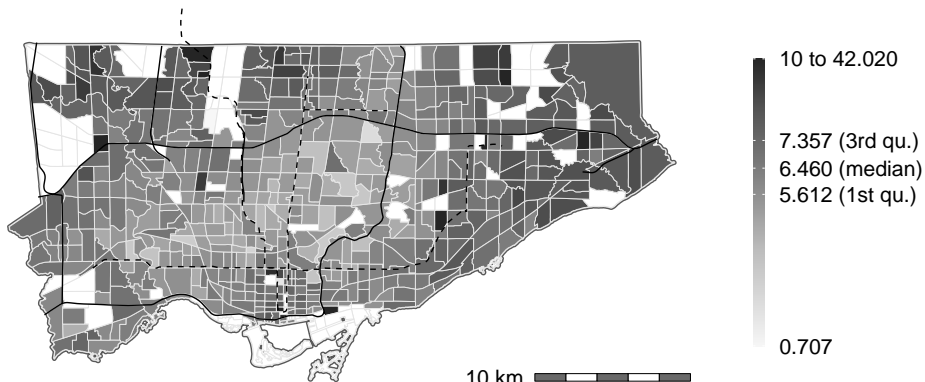 10 to 42.020
7.357 (3rd qu.)
6.460 (median)
5.612 (1st qu.)
0.707
10 km